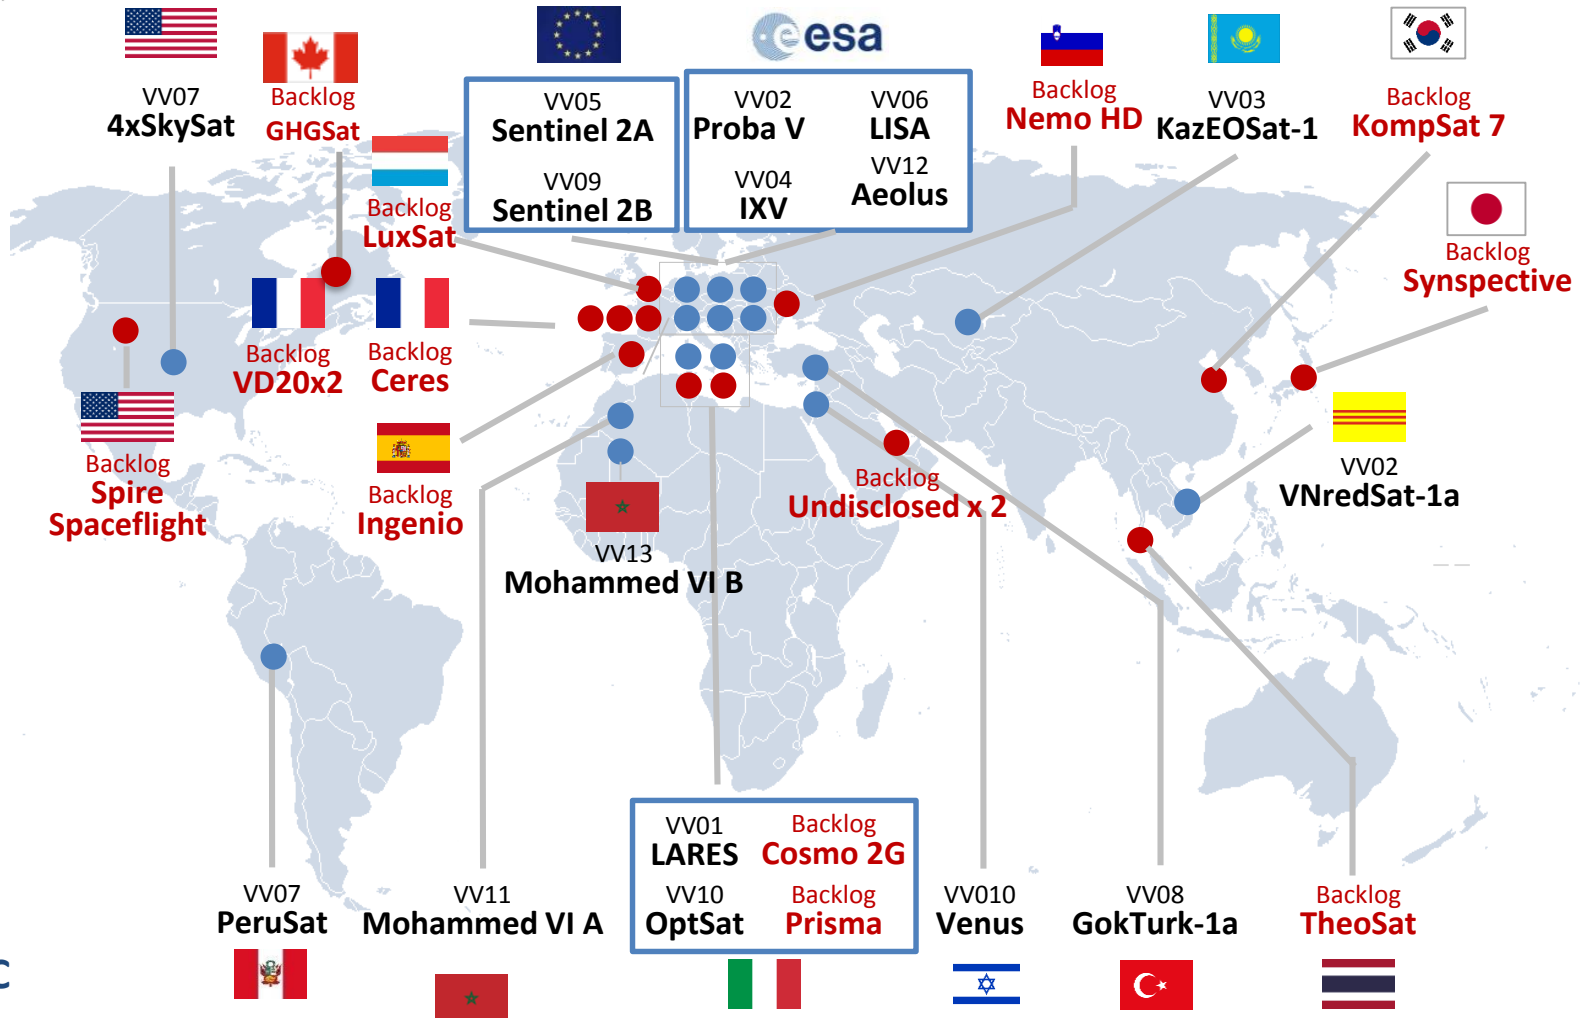 esa
VV07
4xSkySat
Backlog
GHGSat
Backlog
LuxSat
VV05
Sentinel 2A
VV09
Sentinel 2B
VV02
Proba V
VV06
LISA
VV04
IXV
VV12
Aeolus
Backlog
Nemo HD
VV03
KazEOSat-1
Backlog
KompSat 7
Backlog
Synspective
Backlog
VD20x2
Backlog
Ceres
Backlog
Spire
Spaceflight
Backlog
Ingenio
VV13
Mohammed VI B
Backlog
Undisclosed x 2
VV02
VNredSat-1a
VV07
PeruSat
VV11
Mohammed VI A
VV01
LARES
Backlog
Cosmo 2G
VV10
OptSat
Backlog
Prisma
VV010
Venus
VV08
GokTurk-1a
Backlog
TheoSat
c